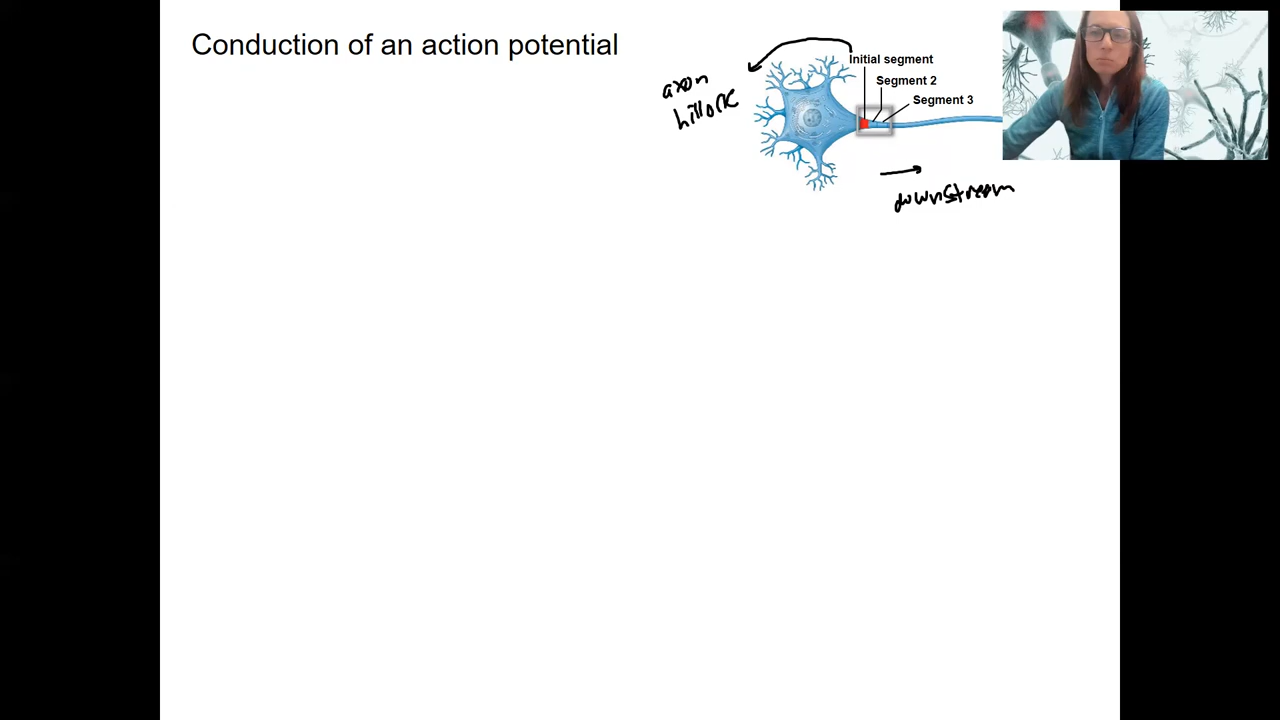 Conduction of an action potential
Initial segment
Segment 2
Segment 3
axon
hillock
downstream